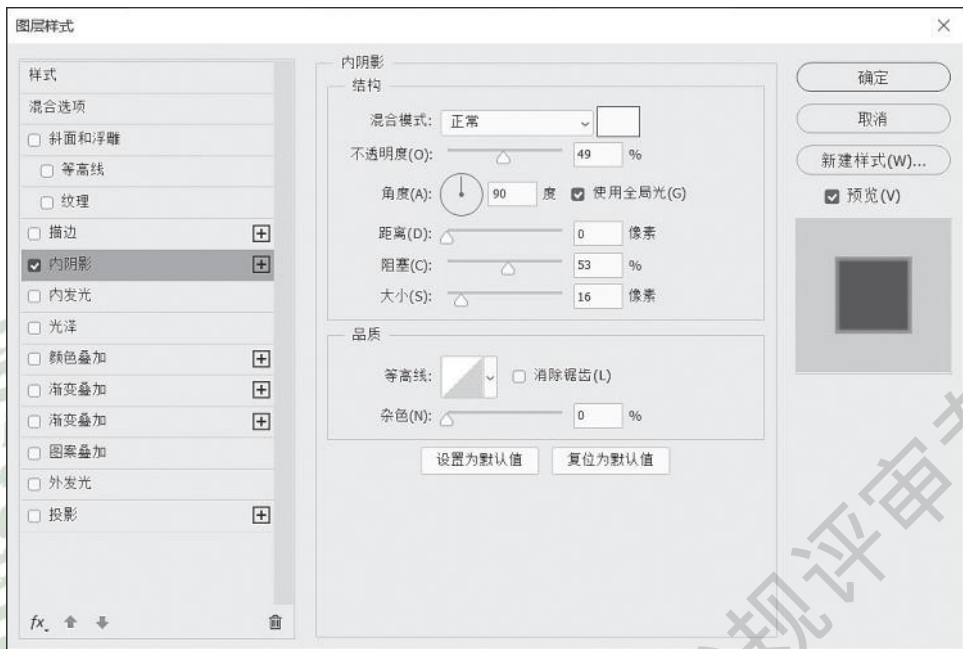 图层样式
样式
混合选项
斜面和浮雕
等高线
纹理
描边
内阴影
内发光
光泽
颜色叠加
渐变叠加
渐变叠加
图案叠加
外发光
投影
fx
内阴影
结构
混合模式: 正常
不透明度(O): 49 %
角度(A): 90 度 使用全局光(G)
距离(D): 0 像素
阻塞(C): 53 %
大小(S): 16 像素
品质
等高线: 消除锯齿(L)
杂色(N): 0 %
设置为默认值 复位为默认值
确定
取消
新建样式(W)...
预览(V)
规评审